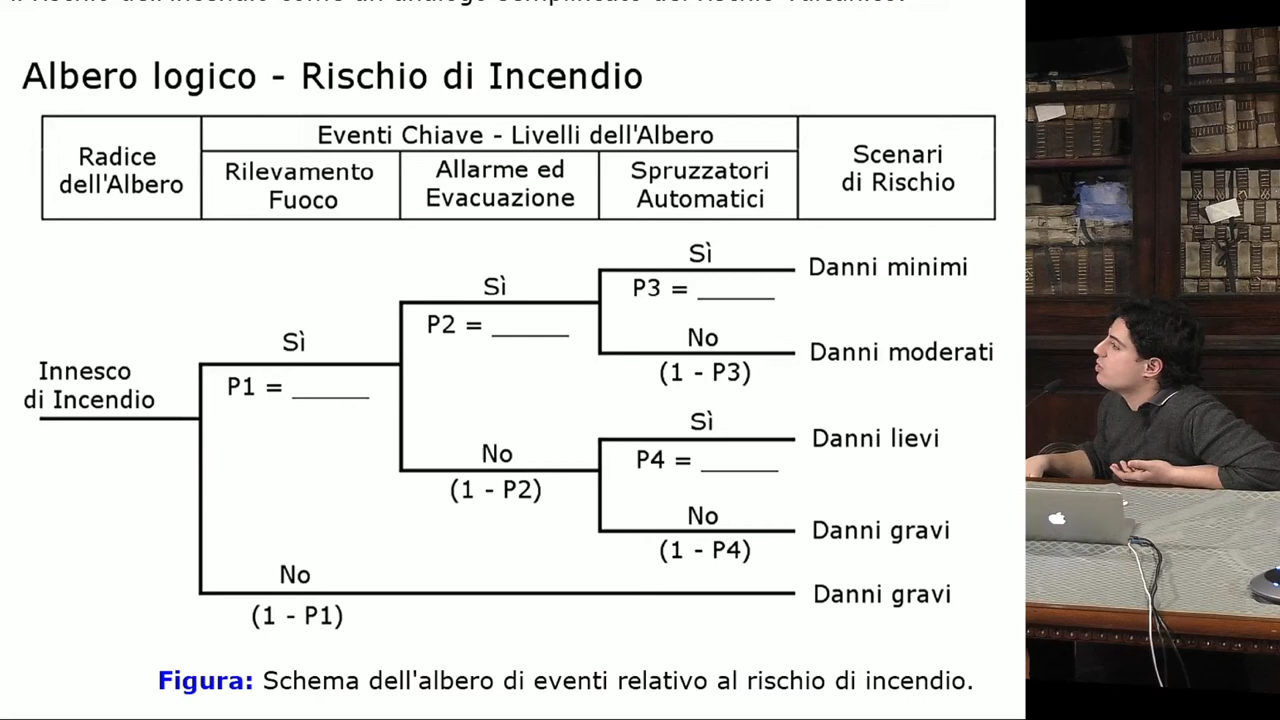 Albero logico - Rischio di Incendio
Radice
dell'Albero
Eventi Chiave - Livelli dell'Albero
Rilevamento
Fuoco
Allarme ed
Evacuazione
Spruzzatori
Automatici
Scenari
di Rischio
Innesco
di Incendio
Sì
P1 = ______
No
(1 - P1)
Sì
P2 = ______
No
(1 - P2)
Sì
P3 = ______
No
(1 - P3)
Sì
P4 = ______
No
(1 - P4)
Danni minimi
Danni moderati
Danni lievi
Danni gravi
Danni gravi
Figura: Schema dell'albero di eventi relativo al rischio di incendio.